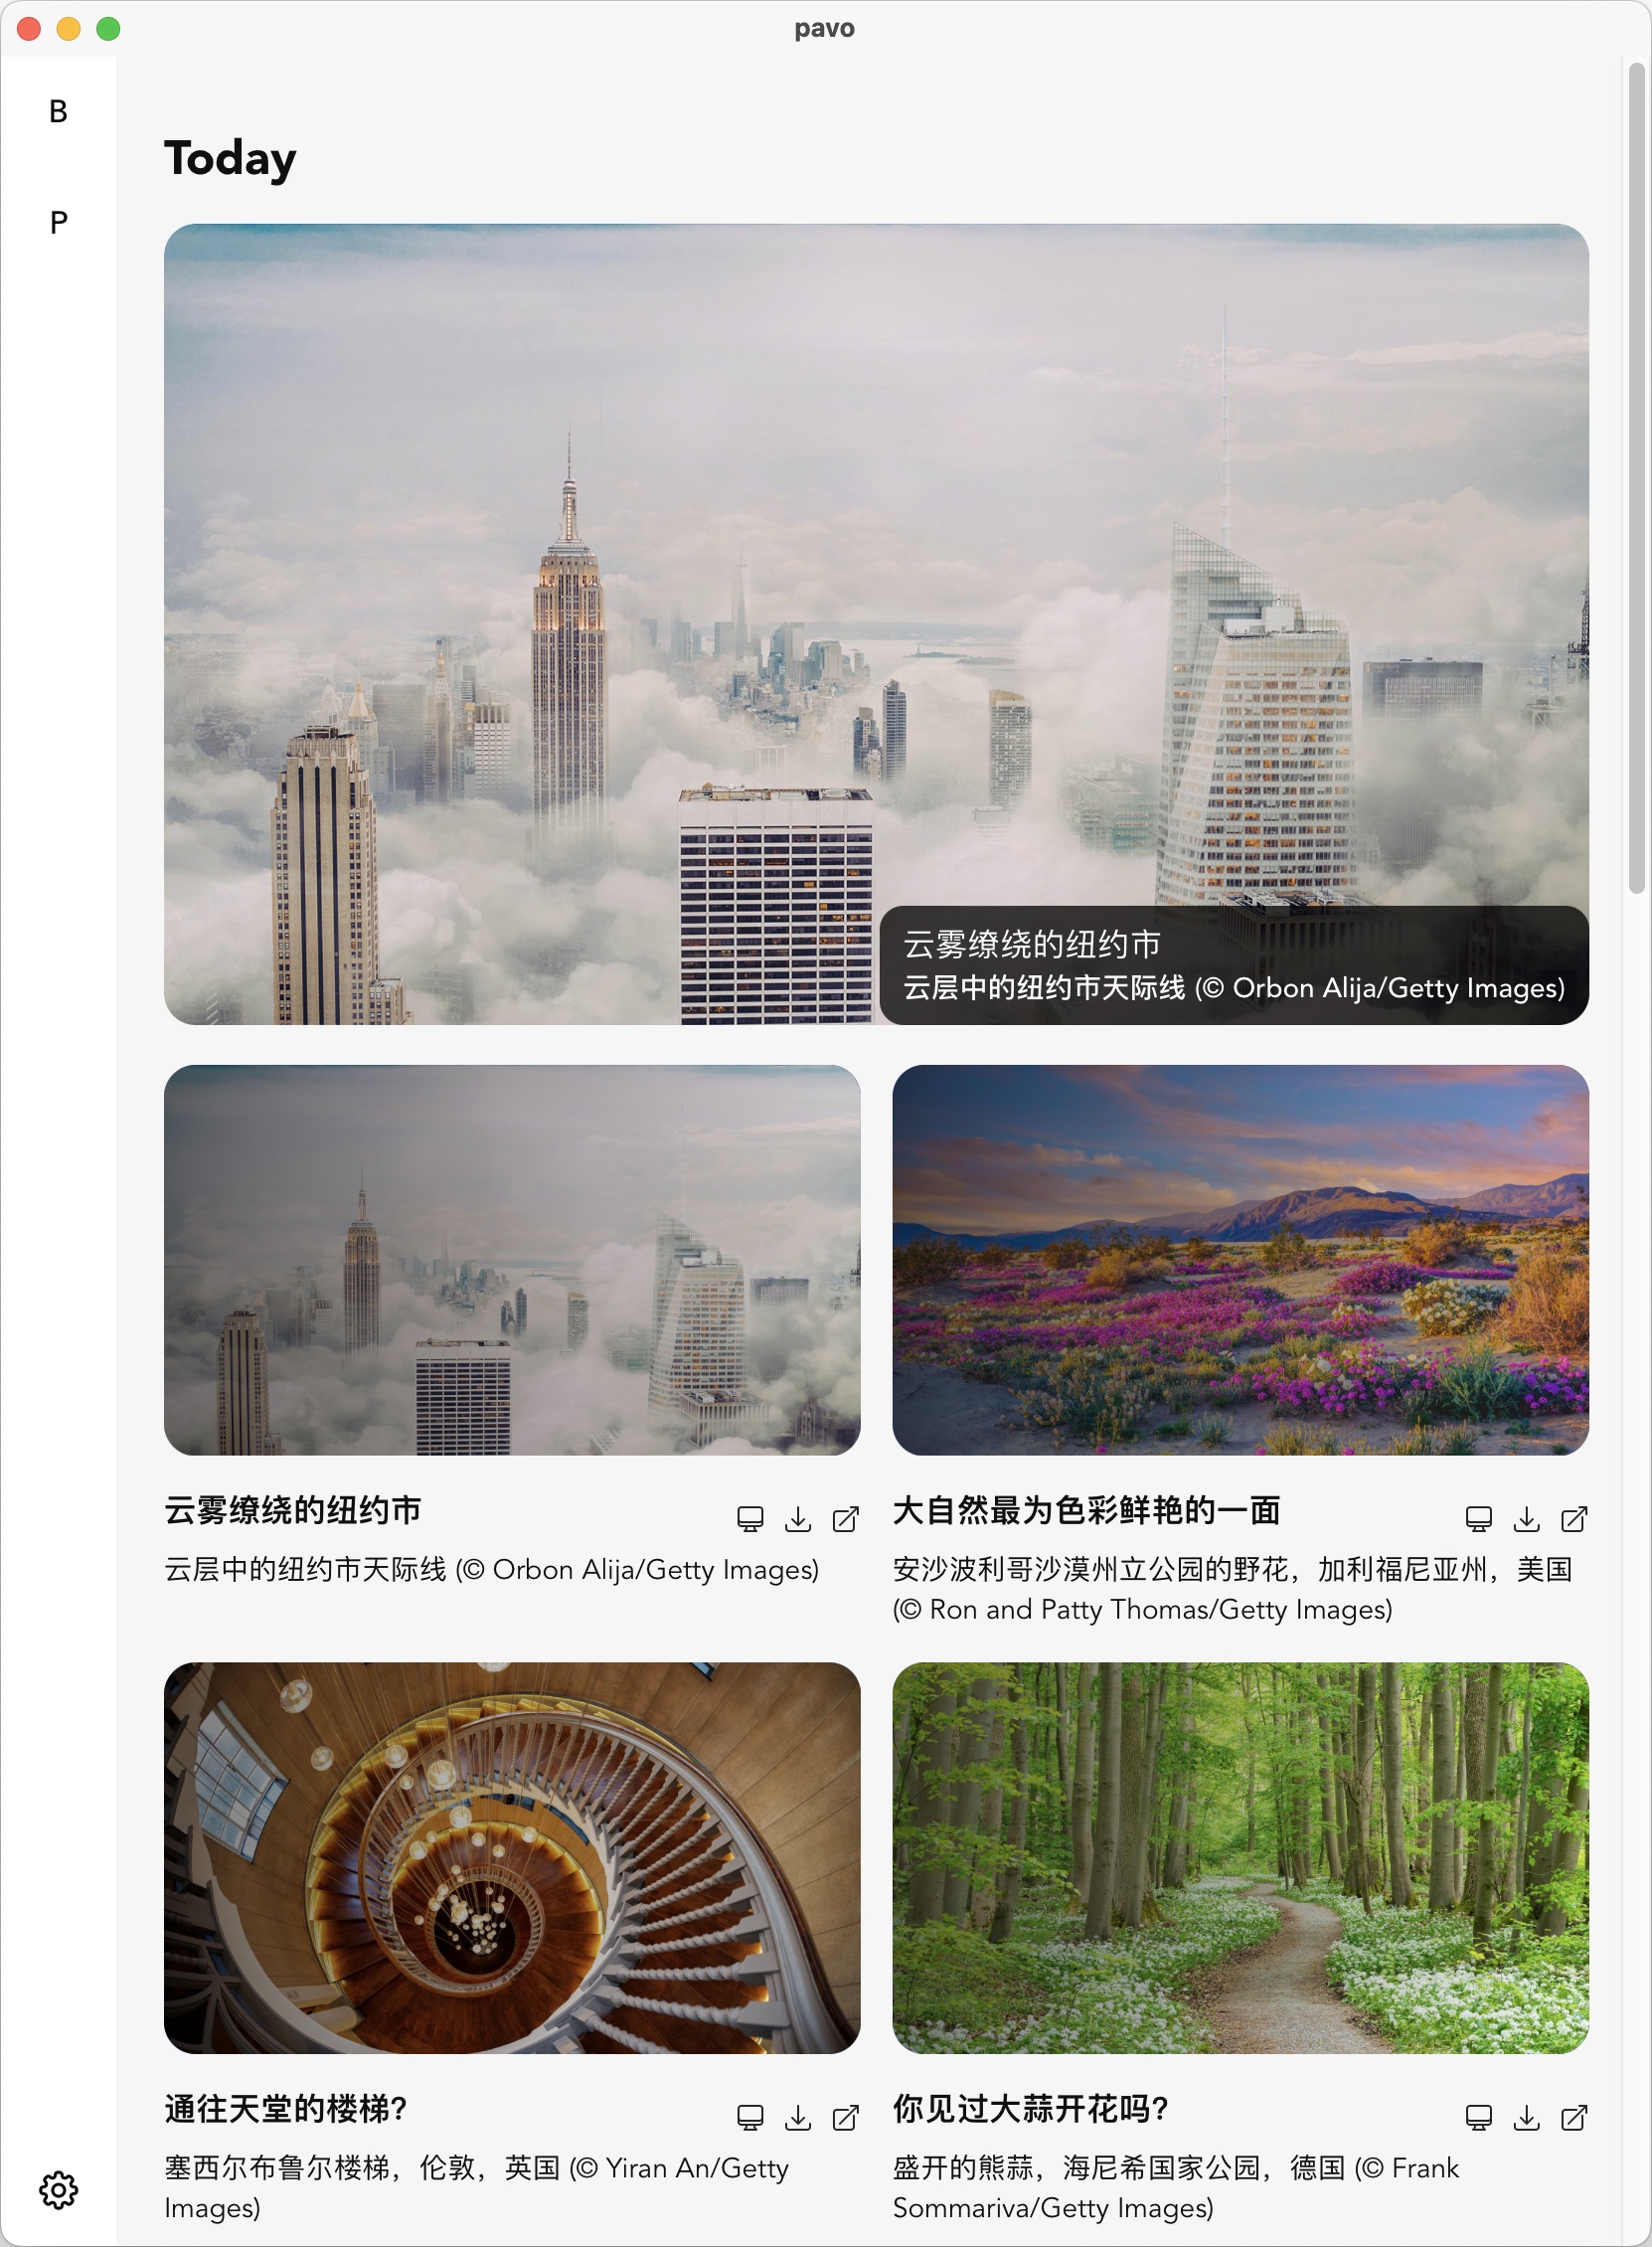 pavo
B
P
Today
云雾缭绕的纽约市
云层中的纽约市天际线 (© Orbon Alija/Getty Images)
云雾缭绕的纽约市
云层中的纽约市天际线 (© Orbon Alija/Getty Images)
大自然最为色彩鲜艳的一面
安沙波利哥沙漠州立公园的野花，加利福尼亚州，美国
(© Ron and Patty Thomas/Getty Images)
通往天堂的楼梯?
塞西尔布鲁尔楼梯，伦敦，英国 (© Yiran An/Getty
Images)
你见过大蒜开花吗?
盛开的熊蒜，海尼希国家公园，德国 (© Frank
Sommariva/Getty Images)